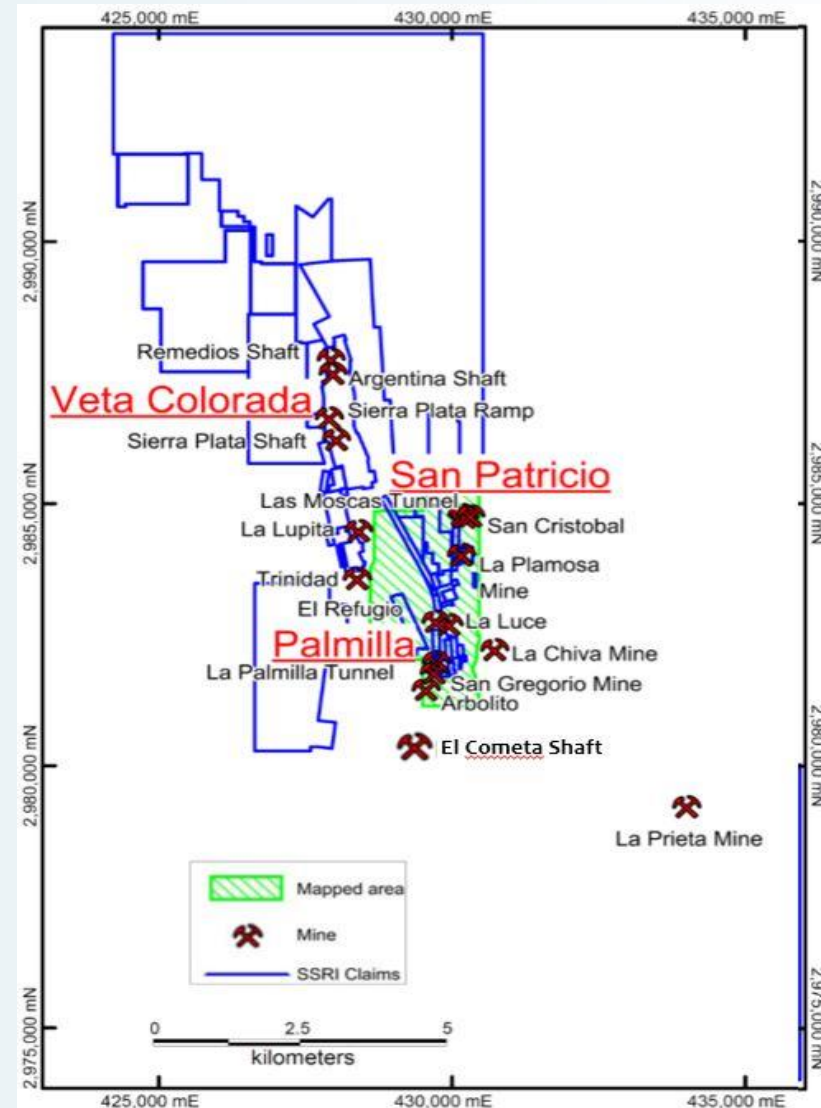 425,000 mE 430,000 mE 435,000 mE
2,990,000 mN 2,990,000 mN
Remedios Shaft
Argentina Shaft
Veta Colorada
Sierra Plata Ramp
Sierra Plata Shaft
San Patricio
2,985,000 mN 2,985,000 mN
Las Moscas Tunnel
San Cristobal
La Lupita
La Plamosa
Mine
Trinidad
El Refugio
La Luce
Palmilla
La Chiva Mine
La Palmilla Tunnel
San Gregorio Mine
Arbolito
El Cometa Shaft
2,980,000 mN 2,980,000 mN
La Prieta Mine
Mapped area
Mine
SSRI Claims
2,975,000 mN 2,975,000 mN
0 2.5 5
kilometers
425,000 mE 430,000 mE 435,000 mE